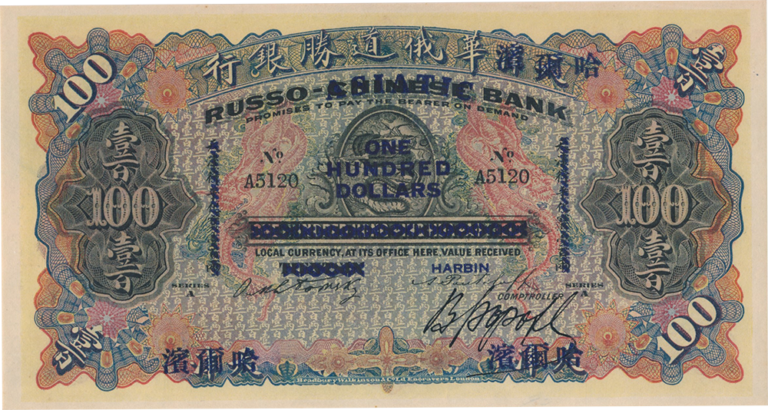 哈爾濱
行銀勝道俄華
100
壹百
RUSSO-ASIATIC BANK
PROMISES TO PAY THE BEARER ON DEMAND
壹百
100
壹百
No
A5120
ONE
HUNDRED
DOLLARS
No
A5120
壹百
100
壹百
LOCAL CURRENCY, AT ITS OFFICE HERE, VALUE RECEIVED
HARBIN
SERIES
A
SERIES
A
COMPTROLLER
壹百
100
濱爾哈
濱爾哈
Bradbury Wilkinson & Co. Ld. Engravers London